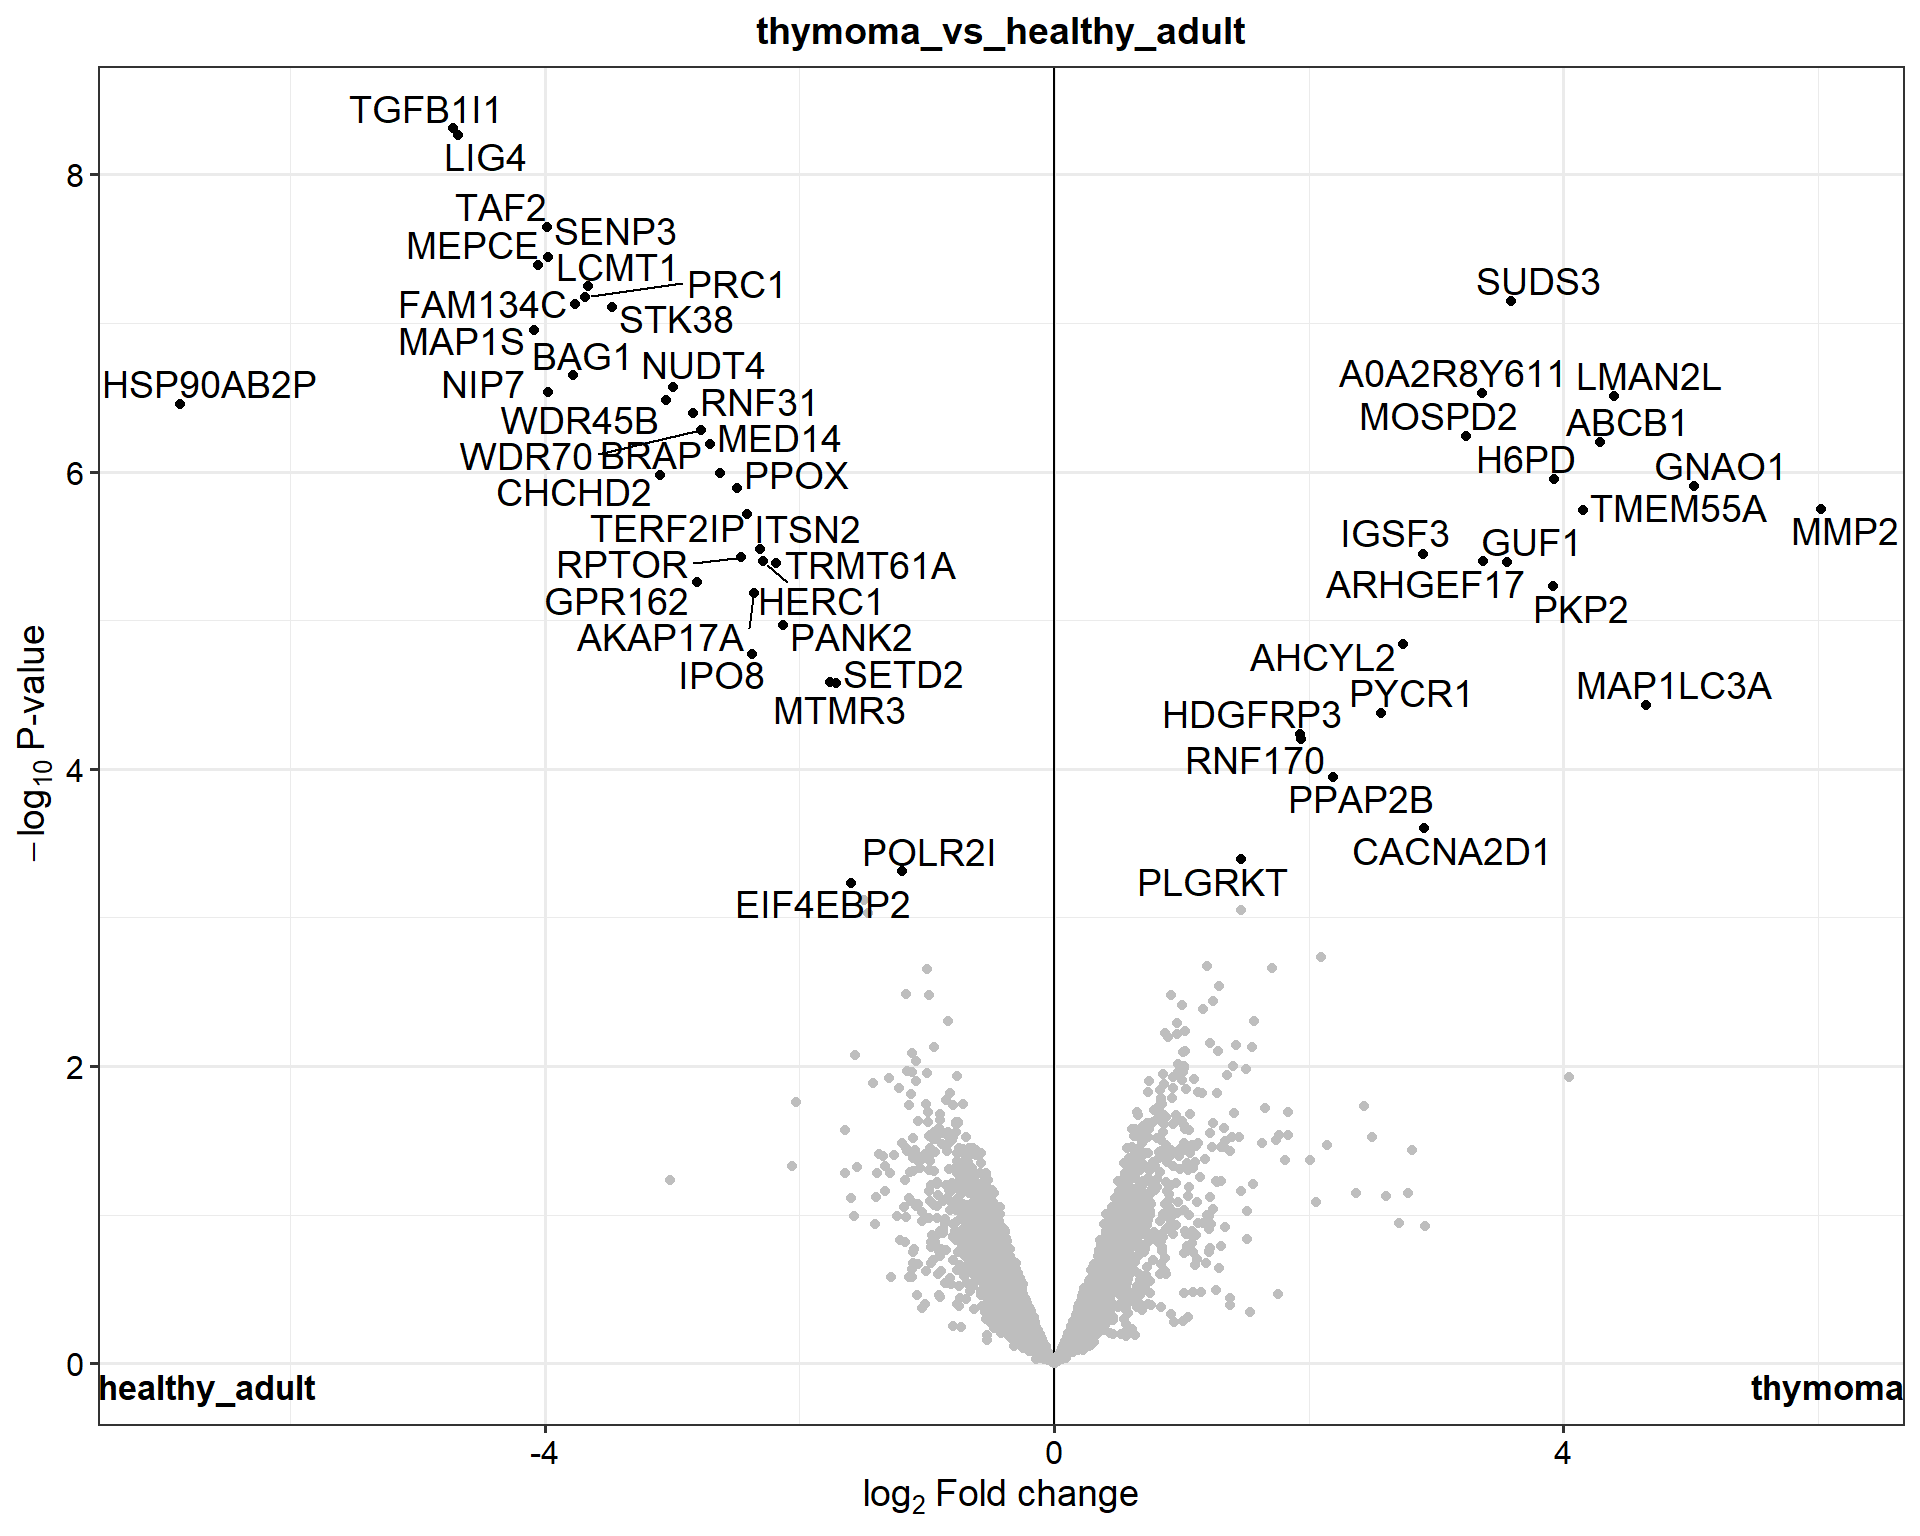 thymoma_vs_healthy_adult
TGFB1I1
LIG4
TAF2
SENP3
MEPCE
LCMT1
PRC1
FAM134C
STK38
MAP1S
BAG1
NUDT4
HSP90AB2P
NIP7
RNF31
WDR45B
MED14
WDR70
BRAP
PPOX
CHCHD2
TERF2IP
ITSN2
RPTOR
TRMT61A
GPR162
HERC1
AKAP17A
PANK2
IPO8
SETD2
MTMR3
POLR2I
EIF4EBP2
SUDS3
A0A2R8Y611
LMAN2L
MOSPD2
ABCB1
H6PD
GNAO1
TMEM55A
MMP2
IGSF3
GUF1
ARHGEF17
PKP2
AHCYL2
MAP1LC3A
PYCR1
HDGFRP3
RNF170
PPAP2B
CACNA2D1
PLGRKT
8
6
4
2
0
−log10 P-value
healthy_adult
thymoma
-4
0
4
log2 Fold change